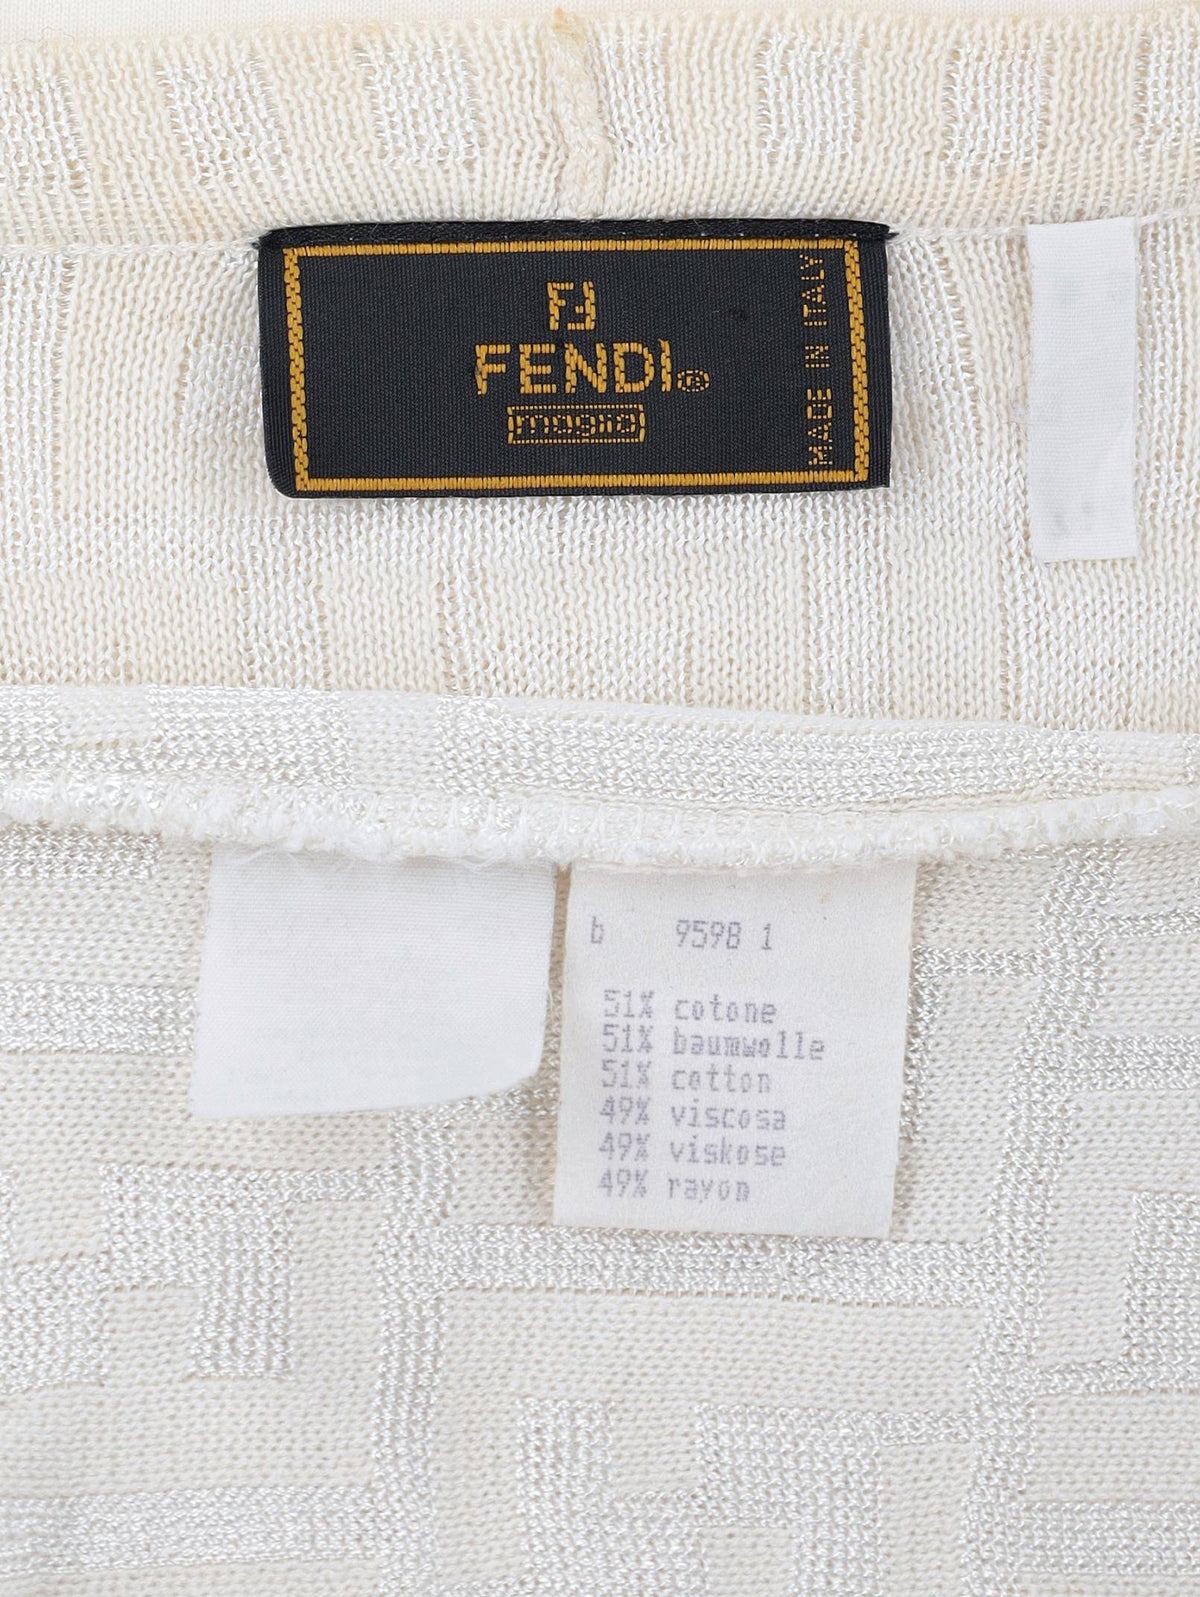 FF
FENDI®
maglia
MADE IN ITALY
b 9598 1
51% cotone
51% baumwolle
51% cotton
49% viscosa
49% viskose
49% rayon